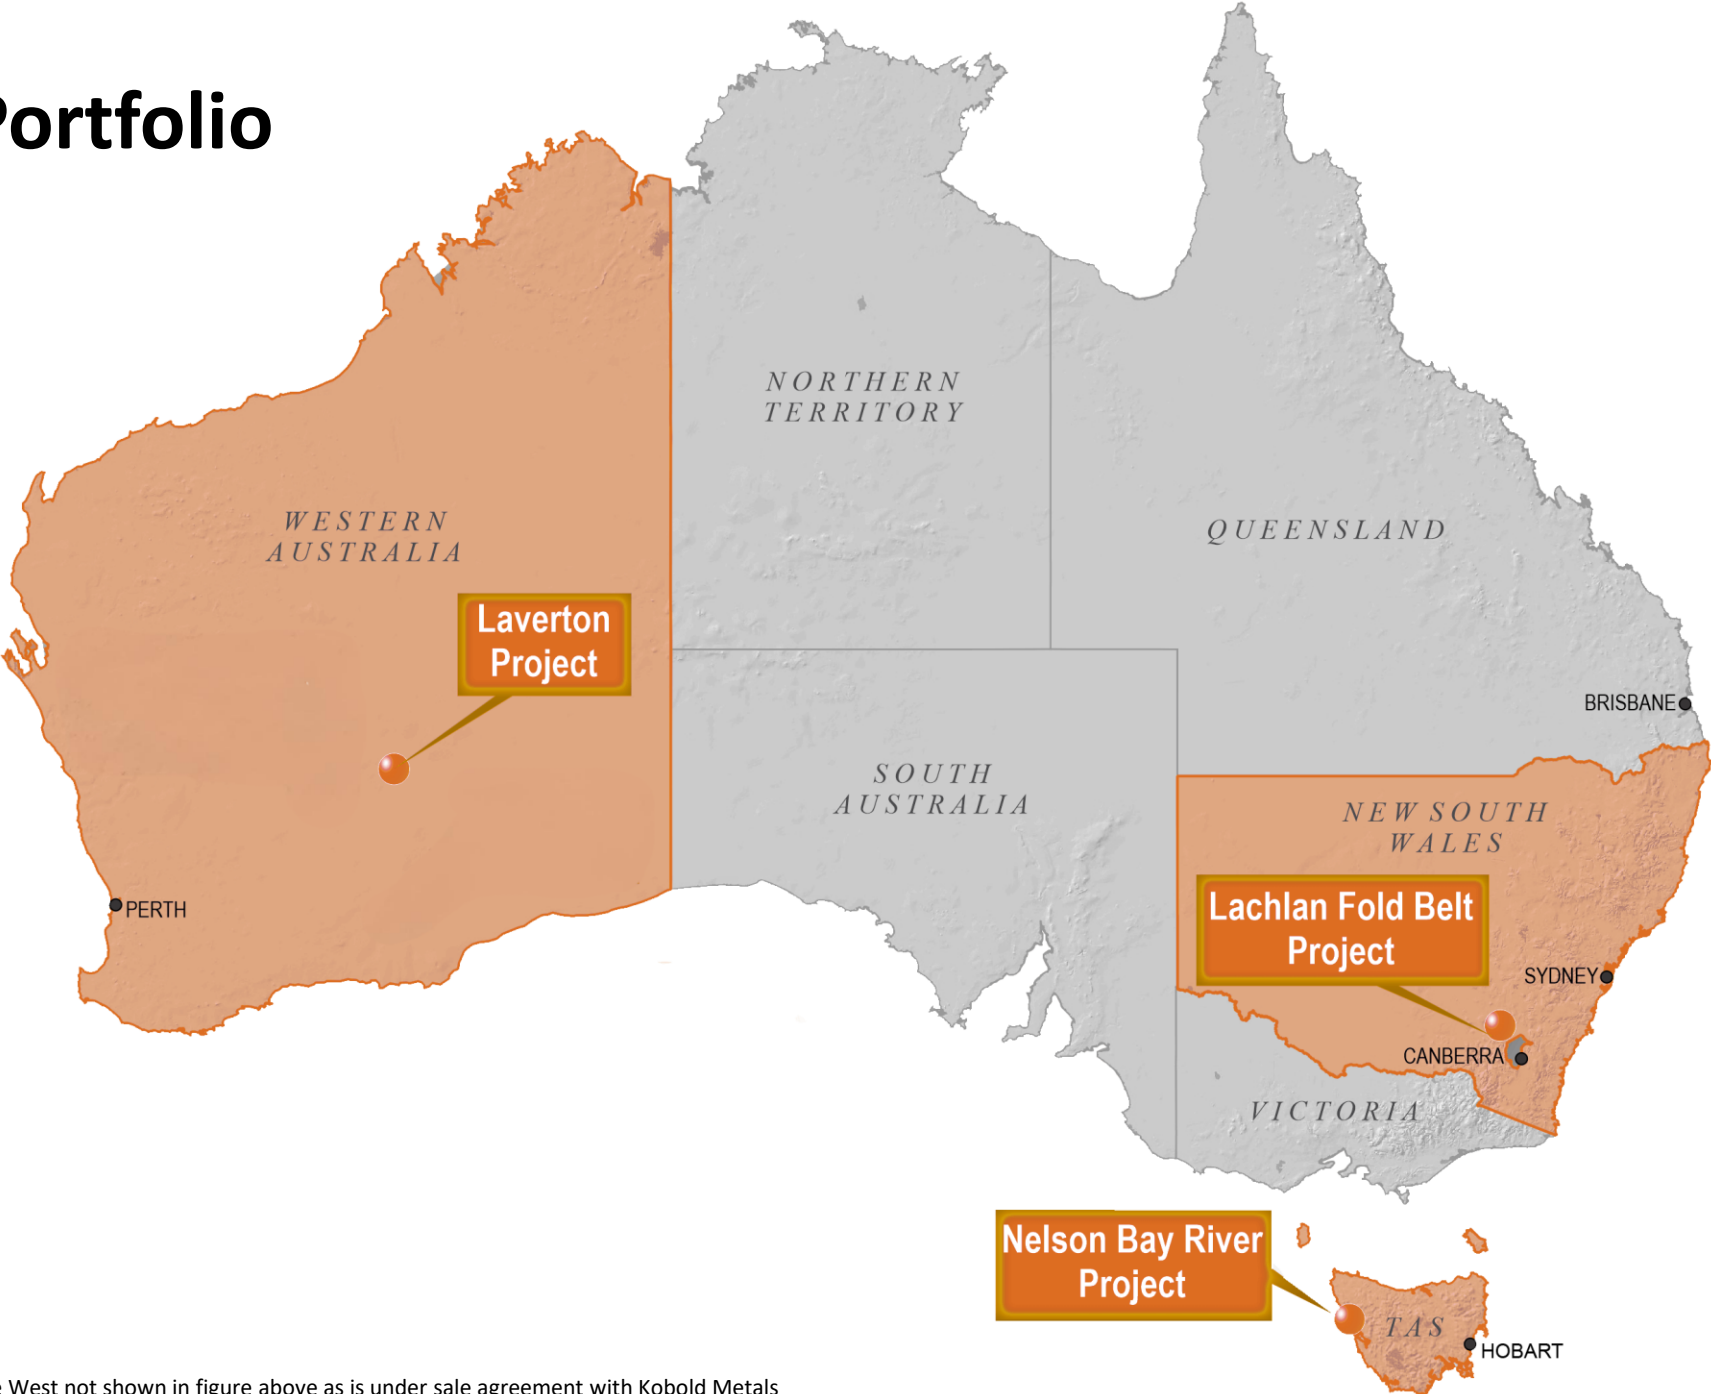 Portfolio
NORTHERN
TERRITORY
WESTERN
AUSTRALIA
QUEENSLAND
Laverton
Project
BRISBANE
SOUTH
AUSTRALIA
NEW SOUTH
WALES
Lachlan Fold Belt
Project
PERTH
SYDNEY
CANBERRA
VICTORIA
Nelson Bay River
Project
TAS
HOBART
West not shown in figure above as is under sale agreement with Kobold Metals